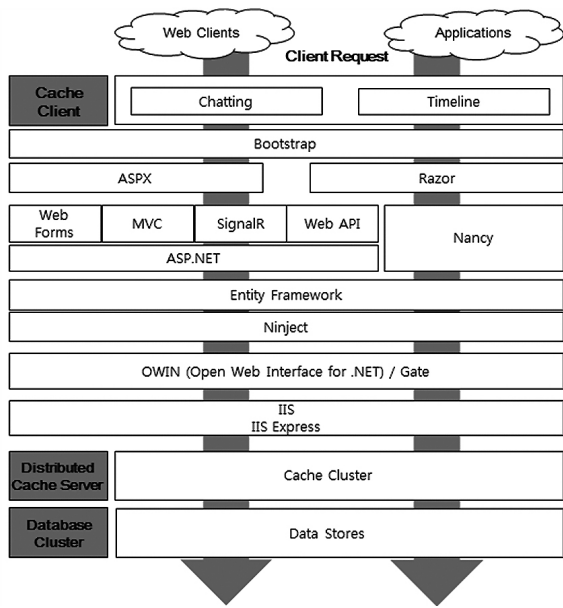 Web Clients
Applications
Client Request
Cache
Client
Chatting
Timeline
Bootstrap
ASPX
Razor
Web
Forms
MVC
SignalR
Web API
Nancy
ASP.NET
Entity Framework
Ninject
OWIN (Open Web Interface for .NET) / Gate
IIS
IIS Express
Distributed
Cache Server
Cache Cluster
Database
Cluster
Data Stores